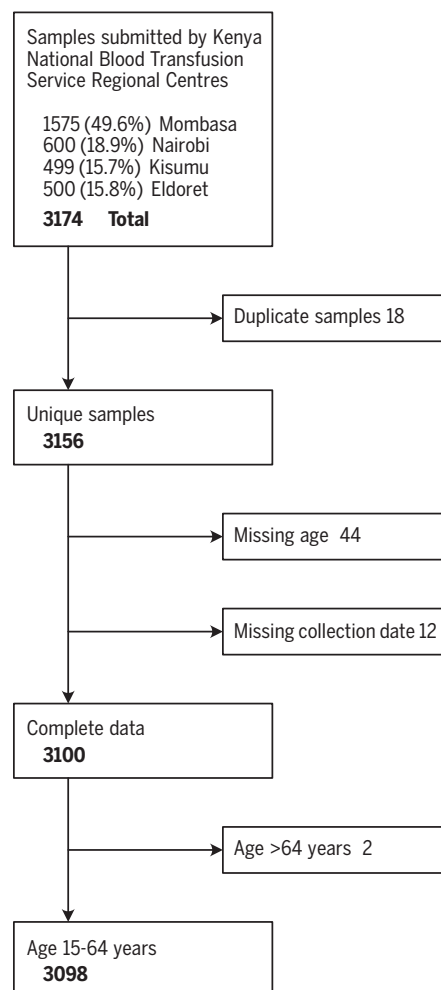 Samples submitted by Kenya
National Blood Transfusion
Service Regional Centres
1575 (49.6%) Mombasa
600 (18.9%) Nairobi
499 (15.7%) Kisumu
500 (15.8%) Eldoret
3174 Total
Duplicate samples 18
Unique samples
3156
Missing age 44
Missing collection date 12
Complete data
3100
Age >64 years 2
Age 15-64 years
3098